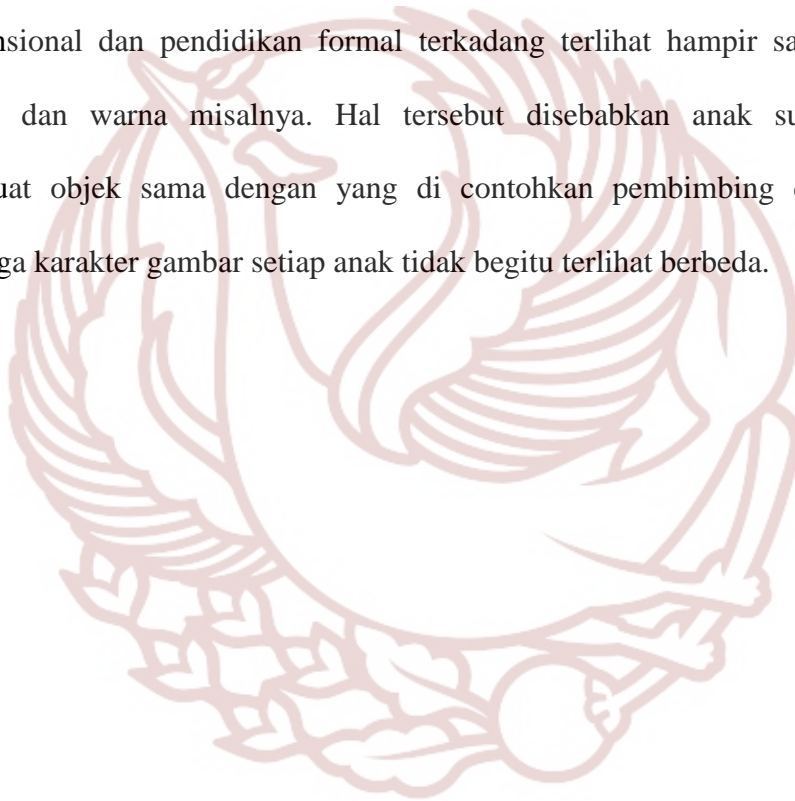 nsional dan pendidikan formal terkadang terlihat hampir sa
dan warna misalnya. Hal tersebut disebabkan anak su
uat objek sama dengan yang di contohkan pembimbing
ga karakter gambar setiap anak tidak begitu terlihat berbeda.